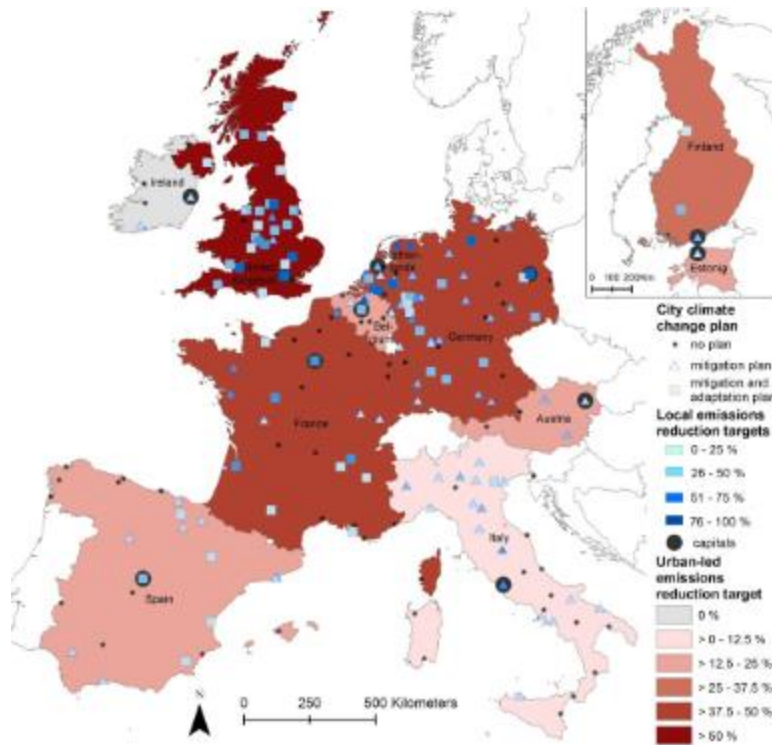 Finland
Ireland
Estonia
0 100 200 Km
City climate
change plan
no plan
mitigation plan
mitigation and
adaptation plan
Germany
Austria
France
Local emissions
reduction targets
0 - 25 %
26 - 50 %
51 - 75 %
76 - 100 %
capitals
Italy
Spain
Urban-led
emissions
reduction target
0 %
> 0 - 12.5 %
> 12.5 - 25 %
> 25 - 37.5 %
> 37.5 - 50 %
> 50 %
N
0 250 500 Kilometers